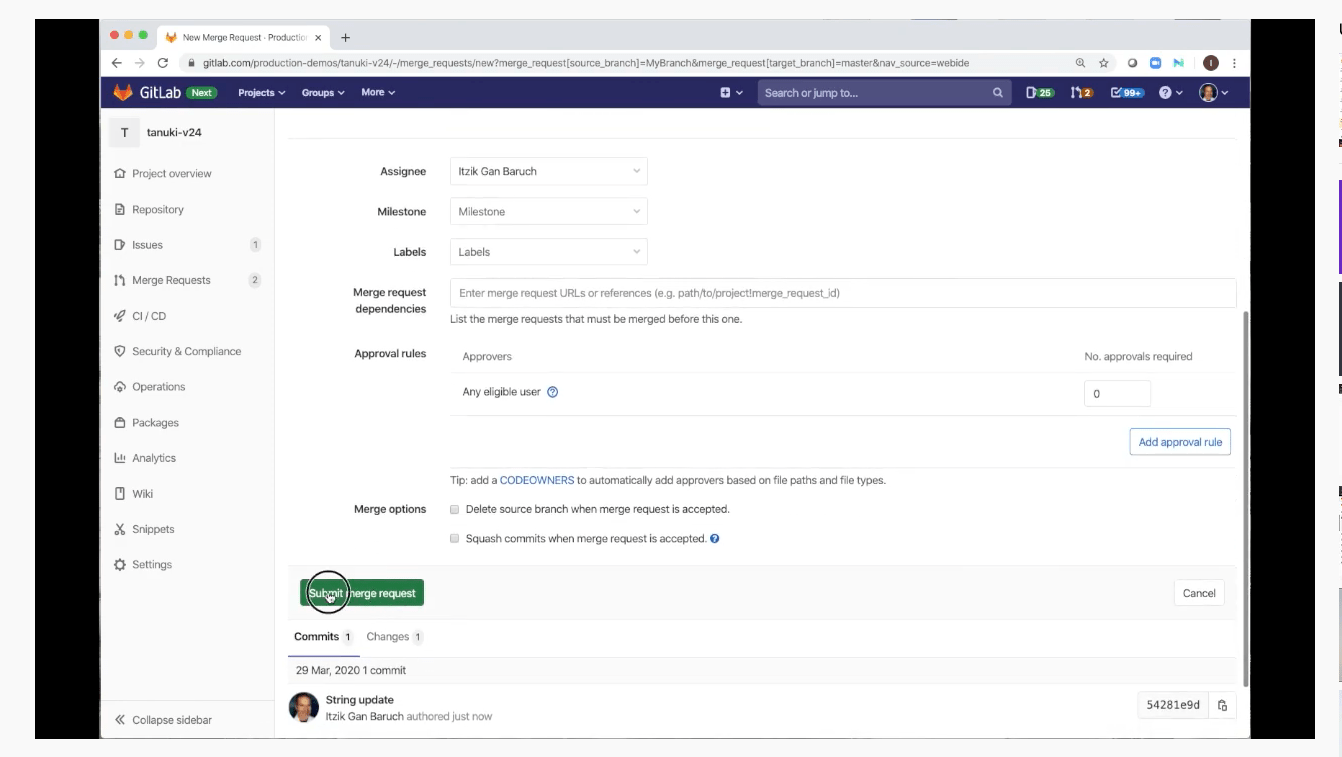 New Merge Request · Productio
gitlab.com/production-demos/tanuki-v24/-/merge_requests/new?merge_request[source_branch]=MyBranch&merge_request[target_branch]=master&nav_source=webide
GitLab Next Projects Groups More Search or jump to... 25 2 99+
T tanuki-v24
Project overview
Repository
Issues 1
Merge Requests 2
CI / CD
Security & Compliance
Operations
Packages
Analytics
Wiki
Snippets
Settings
Collapse sidebar
Assignee Itzik Gan Baruch
Milestone Milestone
Labels Labels
Merge request dependencies Enter merge request URLs or references (e.g. path/to/project!merge_request_id)
List the merge requests that must be merged before this one.
Approval rules Approvers No. approvals required
Any eligible user 0
Add approval rule
Tip: add a CODEOWNERS to automatically add approvers based on file paths and file types.
Merge options Delete source branch when merge request is accepted.
Squash commits when merge request is accepted.
Submit merge request Cancel
Commits 1 Changes 1
29 Mar, 2020 1 commit
String update
Itzik Gan Baruch authored just now
54281e9d